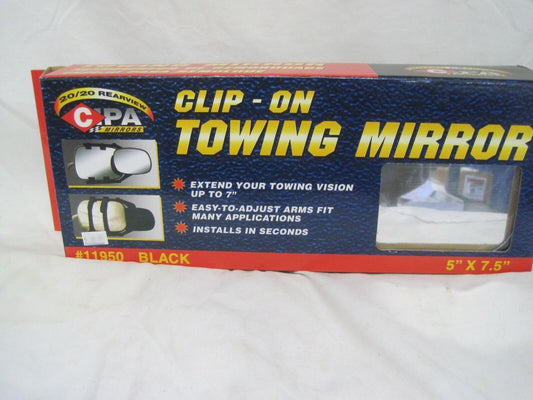 20/20 REARVIEW
CIPA
MIRRORS
CLIP - ON
TOWING MIRROR
EXTEND YOUR TOWING VISION
UP TO 7"
EASY-TO-ADJUST ARMS FIT
MANY APPLICATIONS
INSTALLS IN SECONDS
#11950 BLACK
5" X 7.5"